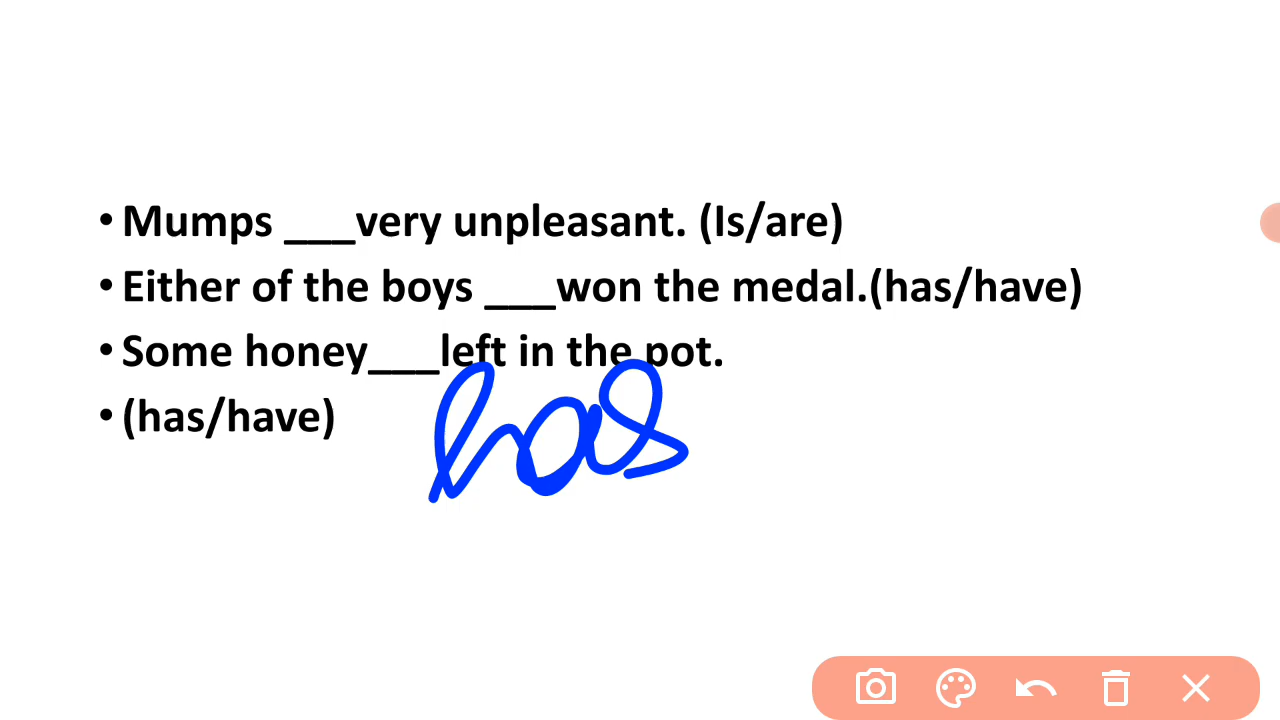 • Mumps ___very unpleasant. (Is/are)
• Either of the boys ___won the medal.(has/have)
• Some honey___left in the pot.
• (has/have)
has